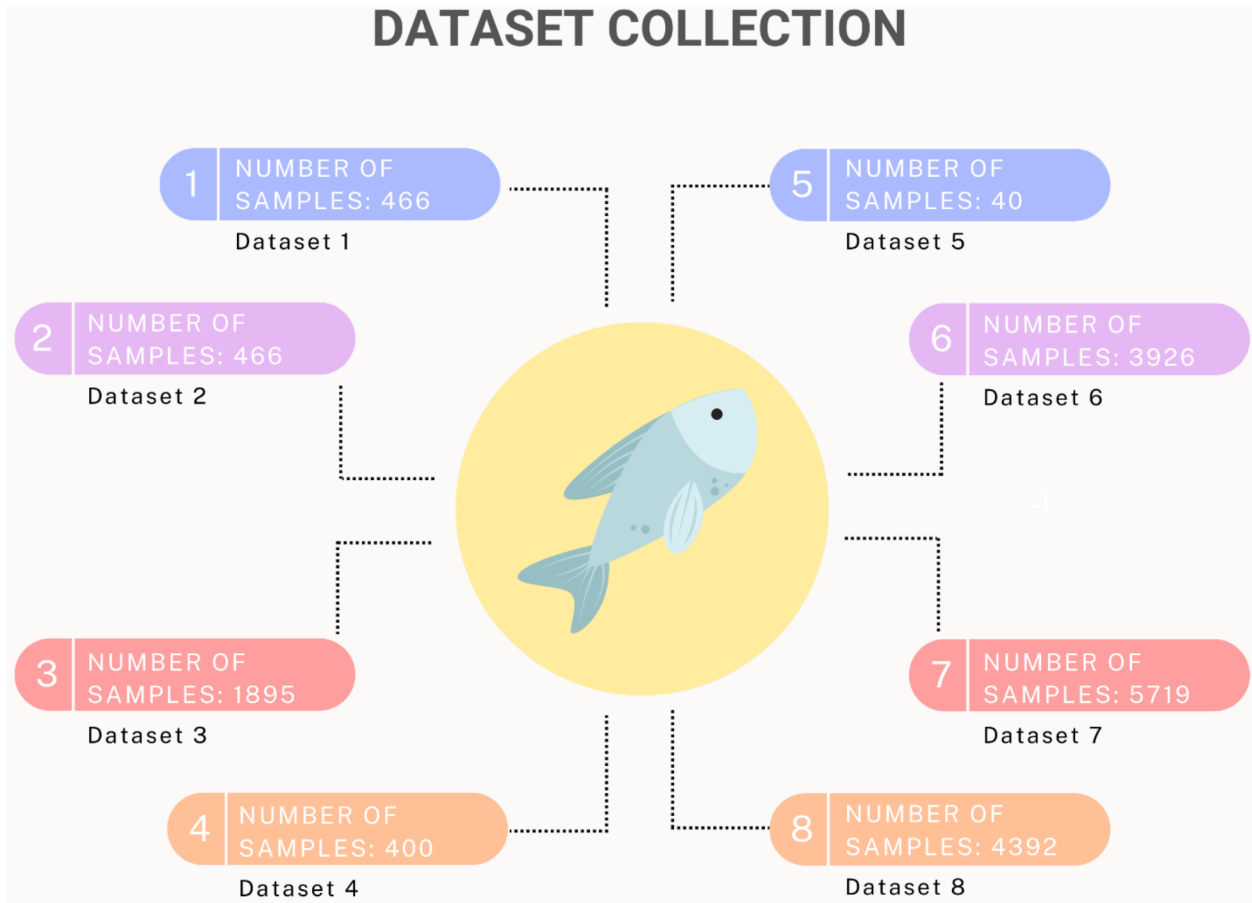 DATASET COLLECTION
1
NUMBER OF
SAMPLES: 466
Dataset 1
5
NUMBER OF
SAMPLES: 40
Dataset 5
2
NUMBER OF
SAMPLES: 466
Dataset 2
6
NUMBER OF
SAMPLES: 3926
Dataset 6
4
3
NUMBER OF
SAMPLES: 1895
Dataset 3
7
NUMBER OF
SAMPLES: 5719
Dataset 7
4
NUMBER OF
SAMPLES: 400
Dataset 4
8
NUMBER OF
SAMPLES: 4392
Dataset 8